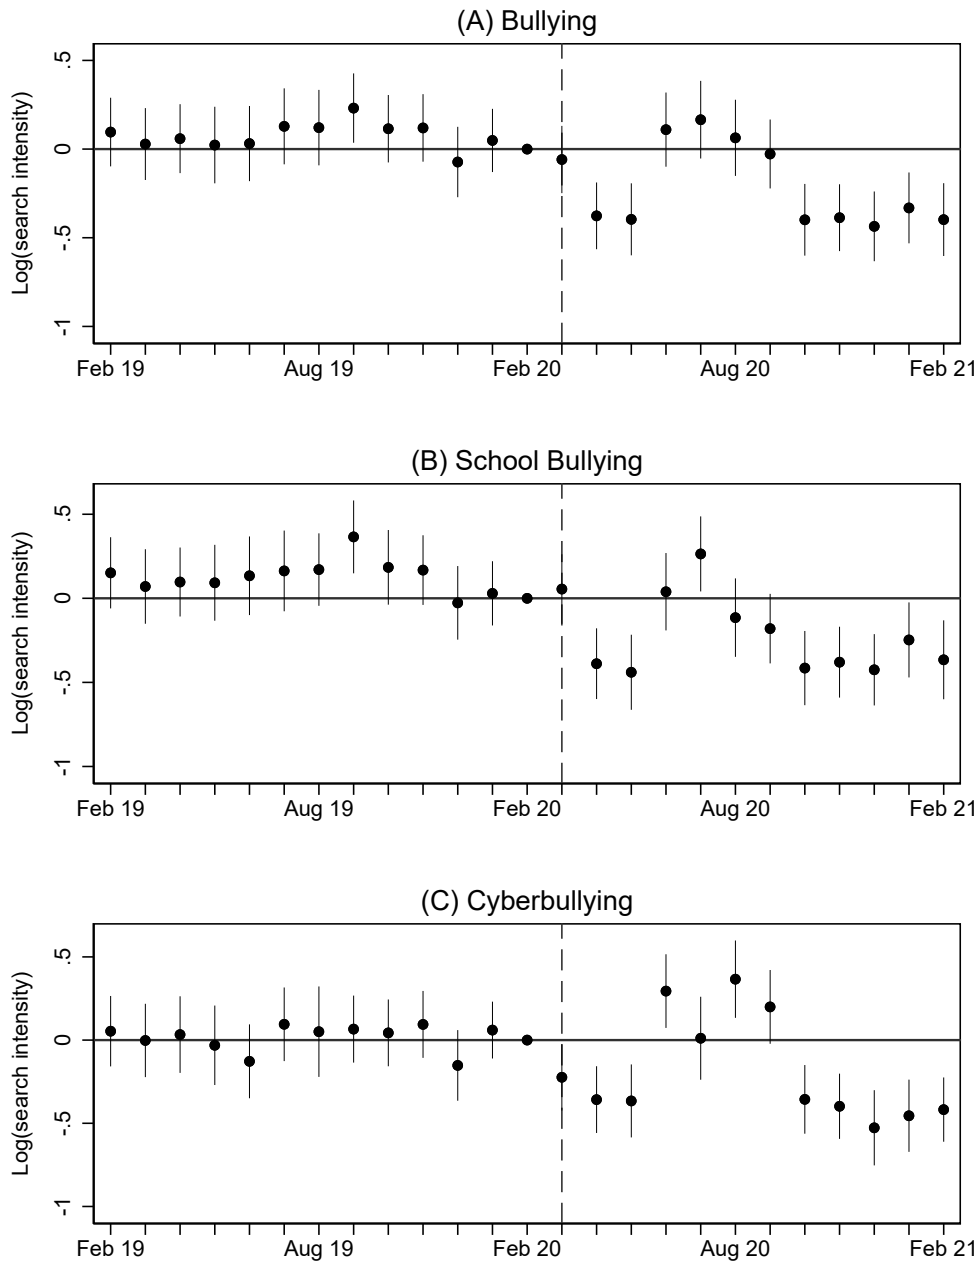 (A) Bullying
Log(search intensity)
.5
0
-.5
-1
Feb 19 Aug 19 Feb 20 Aug 20 Feb 21
(B) School Bullying
Log(search intensity)
.5
0
-.5
-1
Feb 19 Aug 19 Feb 20 Aug 20 Feb 21
(C) Cyberbullying
Log(search intensity)
.5
0
-.5
-1
Feb 19 Aug 19 Feb 20 Aug 20 Feb 21